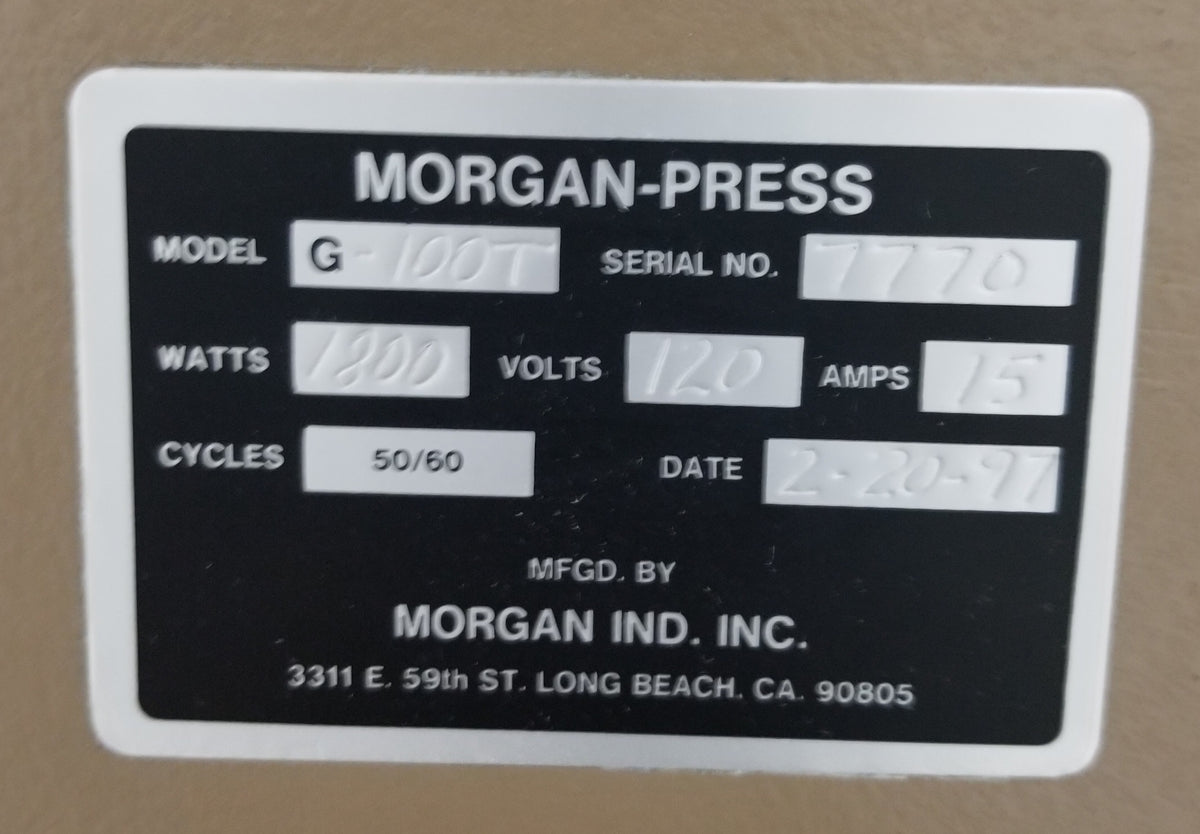 MORGAN-PRESS
MODEL G-100T SERIAL NO. 7770
WATTS 1800 VOLTS 120 AMPS 15
CYCLES 50/60 DATE 2-20-97
MFGD. BY
MORGAN IND. INC.
3311 E. 59th ST. LONG BEACH. CA. 90805